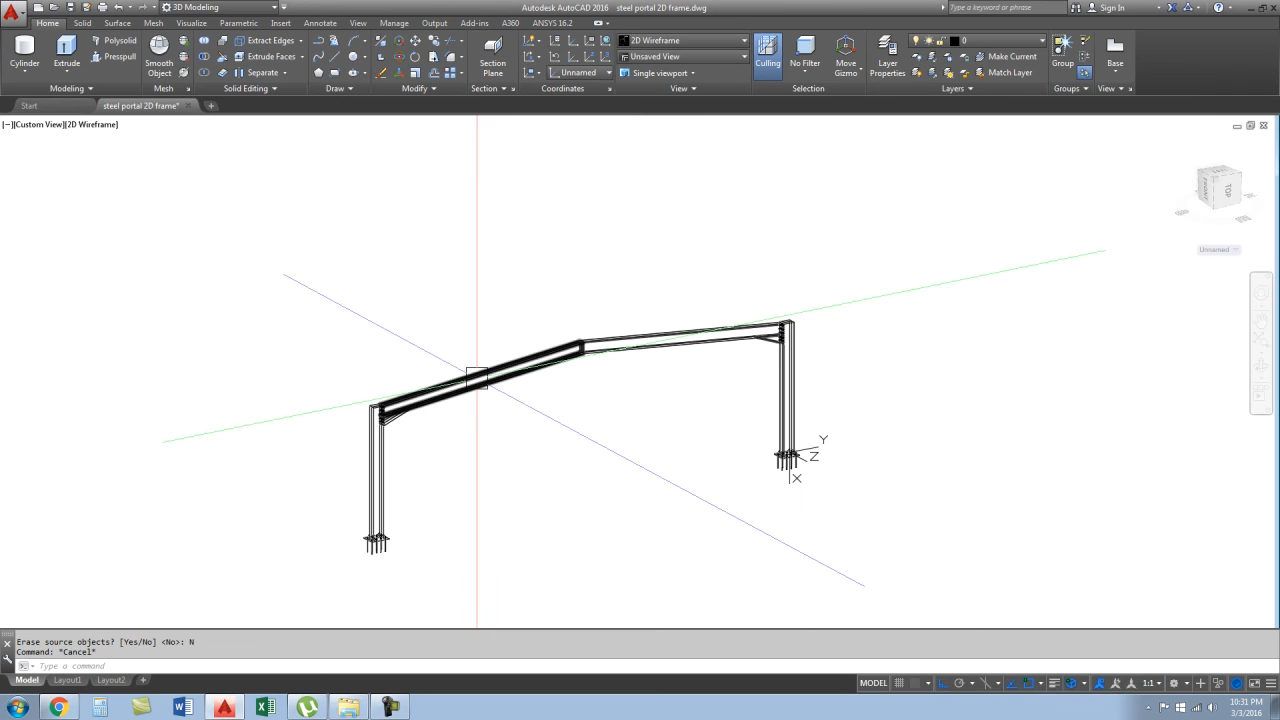 3D Modeling
Autodesk AutoCAD 2016 steel portal 2D frame.dwg
Type a keyword or phrase
Sign In
Home Solid Surface Mesh Visualize Parametric Insert Annotate View Manage Output Add-ins A360 ANSYS 16.2
Cylinder
Extrude
Polysolid
Presspull
Smooth Object
Extract Edges
Extrude Faces
Separate
Section Plane
Unnamed
2D Wireframe
Unsaved View
Single viewport
Culling
No Filter
Move Gizmo
Layer Properties
0
Make Current
Match Layer
Group
Base
Modeling Mesh Solid Editing Draw Modify Section Coordinates View Selection Layers Groups View
Start
steel portal 2D frame*
[−][Custom View][2D Wireframe]
TOP
Unnamed
Y
Z
X
Erase source objects? [Yes/No] <No>: N
Command: *Cancel*
Type a command
Model Layout1 Layout2
MODEL
1:1
10:31 PM
3/3/2016